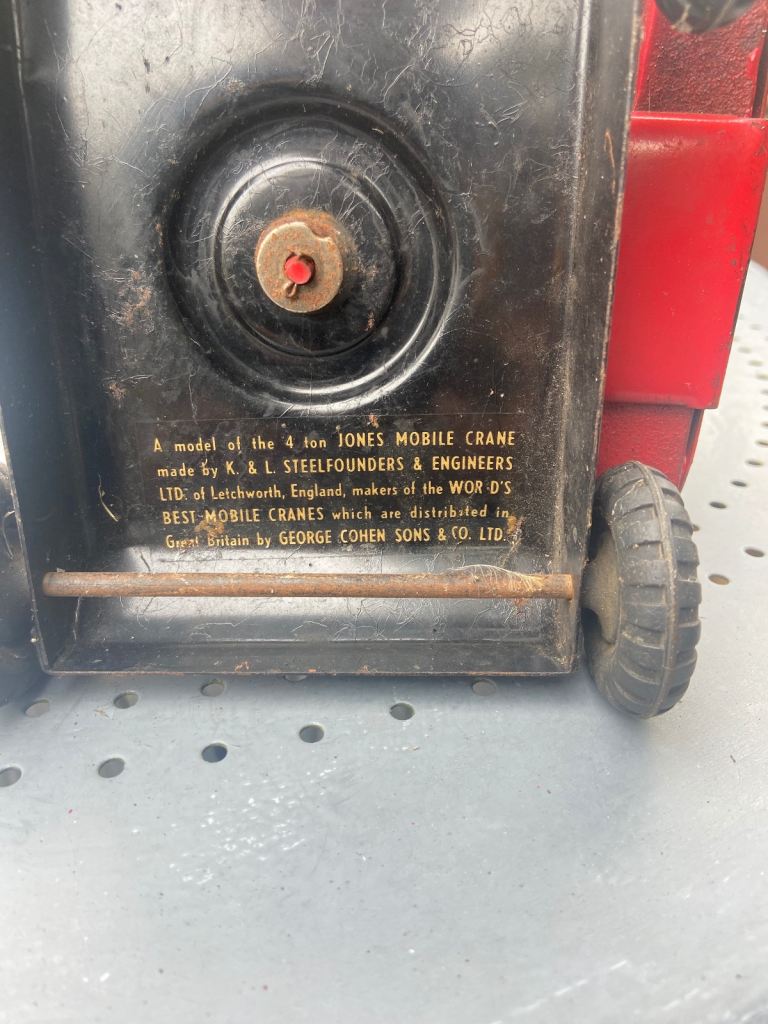 A model of the 4 ton JONES MOBILE CRANE
made by K. & L. STEELFOUNDERS & ENGINEERS
LTD. of Letchworth, England, makers of the WOR D'S
BEST MOBILE CRANES which are distributed in
Great Britain by GEORGE COHEN SONS & CO. LTD.